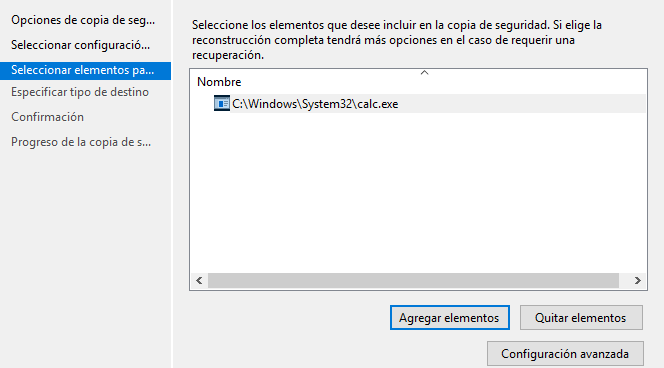 Opciones de copia de seg...
Seleccionar configuració...
Seleccionar elementos pa...
Especificar tipo de destino
Confirmación
Progreso de la copia de s...
Seleccione los elementos que desee incluir en la copia de seguridad. Si elige la
reconstrucción completa tendrá más opciones en el caso de requerir una
recuperación.
Nombre
C:\Windows\System32\calc.exe
Agregar elementos
Quitar elementos
Configuración avanzada